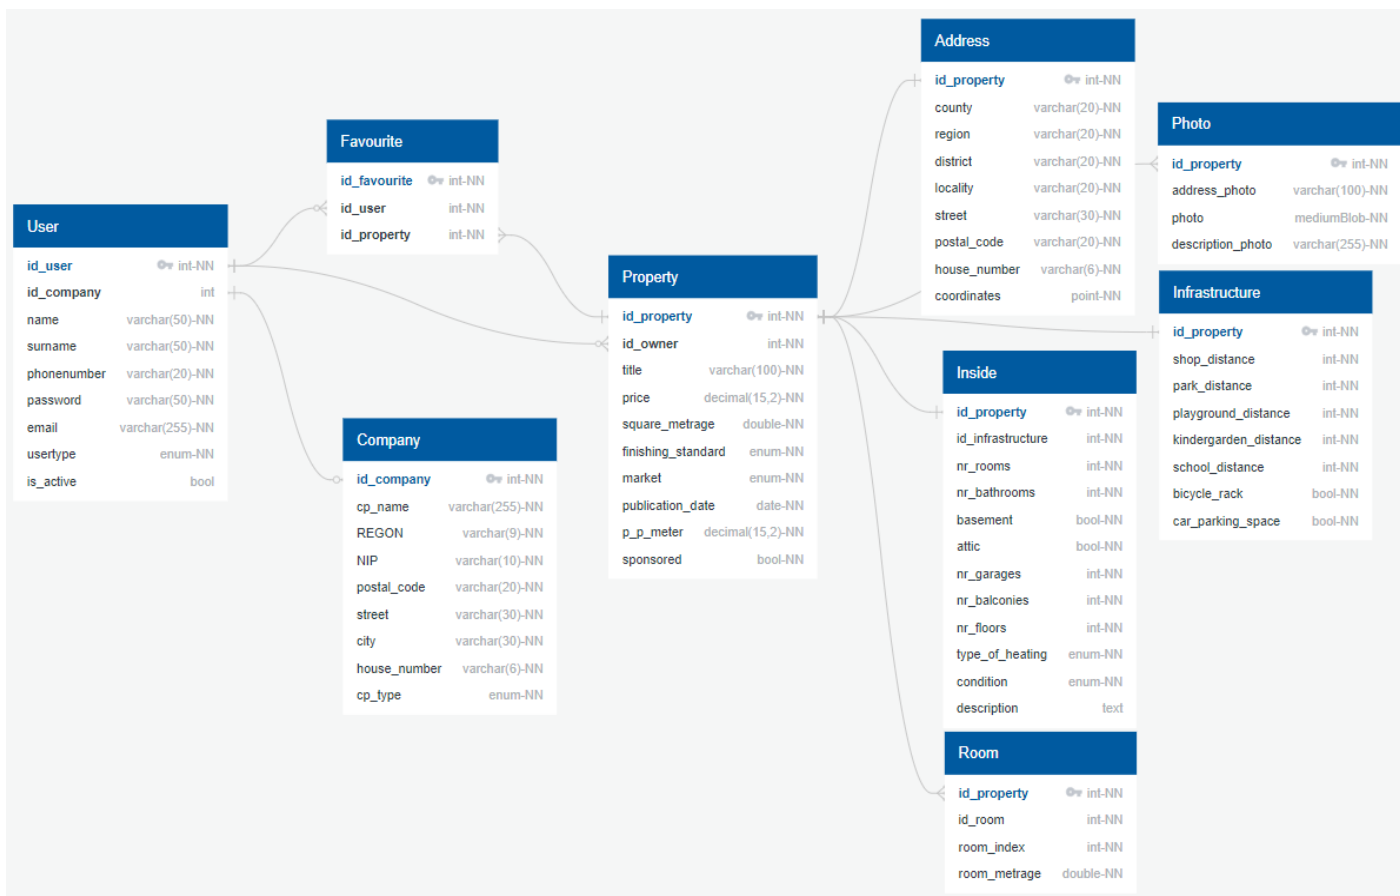 User
id_user int-NN
id_company int
name varchar(50)-NN
surname varchar(50)-NN
phonenumber varchar(20)-NN
password varchar(50)-NN
email varchar(255)-NN
usertype enum-NN
is_active bool
Favourite
id_favourite int-NN
id_user int-NN
id_property int-NN
Company
id_company int-NN
cp_name varchar(255)-NN
REGON varchar(9)-NN
NIP varchar(10)-NN
postal_code varchar(20)-NN
street varchar(30)-NN
city varchar(30)-NN
house_number varchar(6)-NN
cp_type enum-NN
Property
id_property int-NN
id_owner int-NN
title varchar(100)-NN
price decimal(15,2)-NN
square_metrage double-NN
finishing_standard enum-NN
market enum-NN
publication_date date-NN
p_p_meter decimal(15,2)-NN
sponsored bool-NN
Address
id_property int-NN
county varchar(20)-NN
region varchar(20)-NN
district varchar(20)-NN
locality varchar(20)-NN
street varchar(30)-NN
postal_code varchar(20)-NN
house_number varchar(6)-NN
coordinates point-NN
Photo
id_property int-NN
address_photo varchar(100)-NN
photo mediumBlob-NN
description_photo varchar(255)-NN
Infrastructure
id_property int-NN
shop_distance int-NN
park_distance int-NN
playground_distance int-NN
kindergarden_distance int-NN
school_distance int-NN
bicycle_rack bool-NN
car_parking_space bool-NN
Inside
id_property int-NN
id_infrastructure int-NN
nr_rooms int-NN
nr_bathrooms int-NN
basement bool-NN
attic bool-NN
nr_garages int-NN
nr_balconies int-NN
nr_floors int-NN
type_of_heating enum-NN
condition enum-NN
description text
Room
id_property int-NN
id_room int-NN
room_index int-NN
room_metrage double-NN